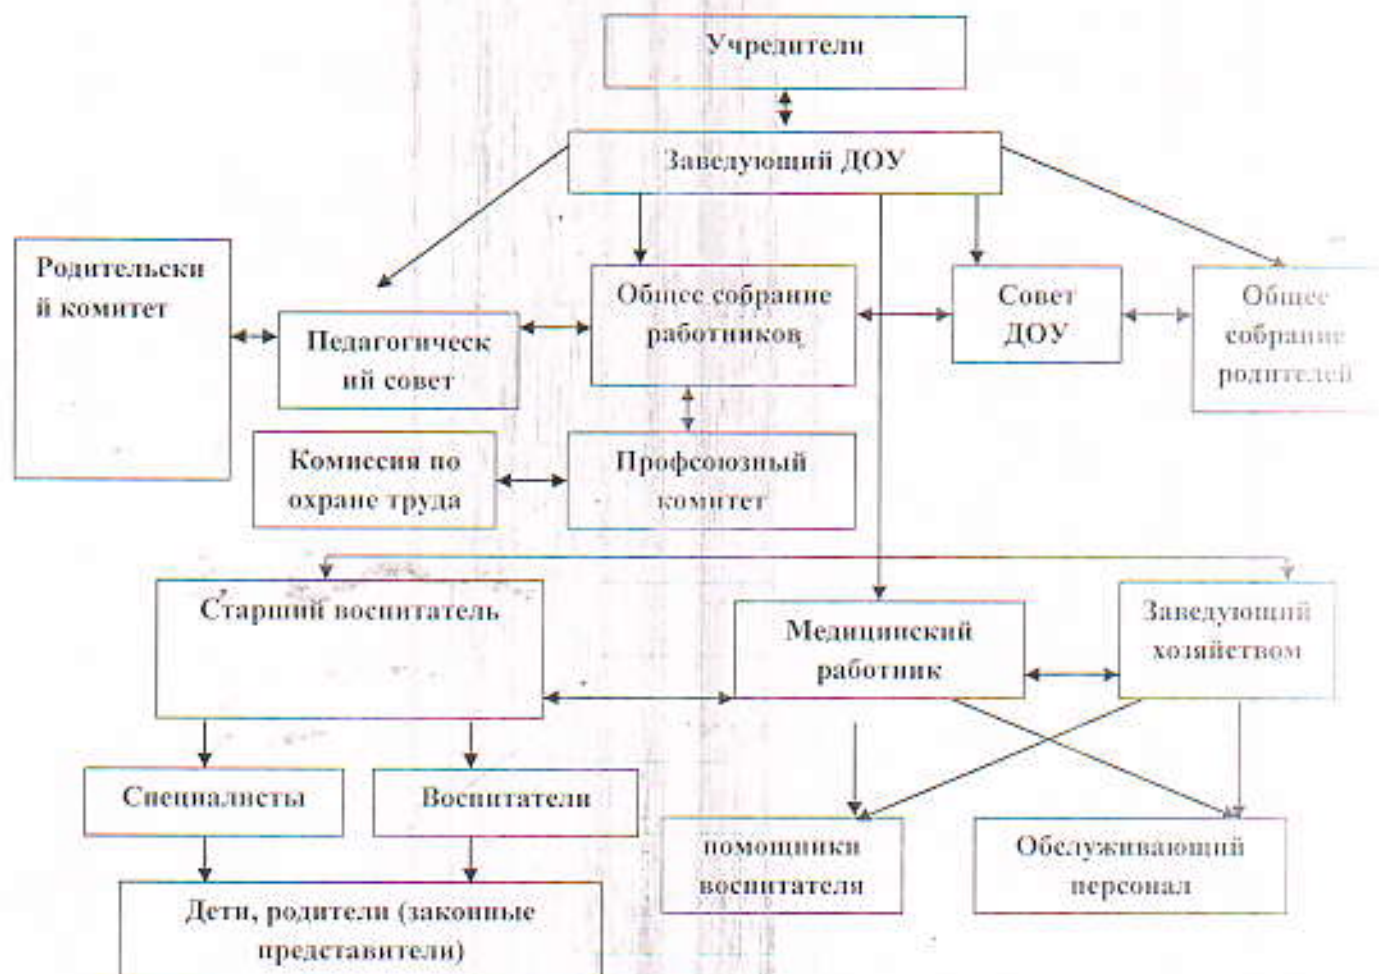 Учредители
Заведующий ДОУ
Родительски
й комитет
Педагогическ
ий совет
Общее собрание
работников
Совет
ДОУ
Общее
собрание
родителей
Комиссия по
охране труда
Профсоюзный
комитет
Старший воспитатель
Медицинский
работник
Заведующий
хозяйством
Специалисты
Воспитатели
помощники
воспитателя
Обслуживающий
персонал
Дети, родители (законные
представители)